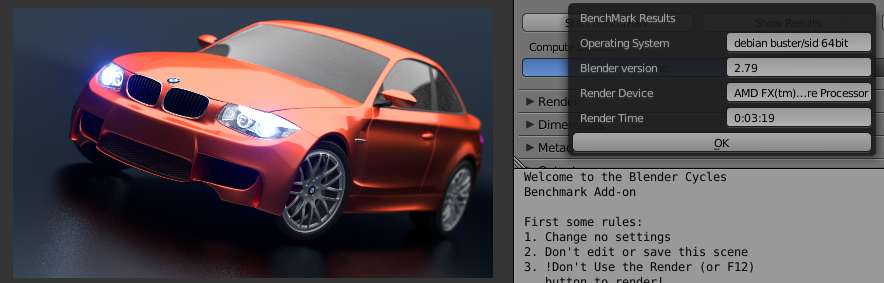 BenchMark Results
Show Results
Operating System debian buster/sid 64bit
Compute
Blender version 2.79
Render Device AMD FX(tm)...re Processor
Render
Render Time 0:03:19
Dime
Meta
OK
Welcome to the Blender Cycles
Benchmark Add-on
First some rules:
1. Change no settings
2. Don't edit or save this scene
3. !Don't Use the Render (or F12)
button to render!